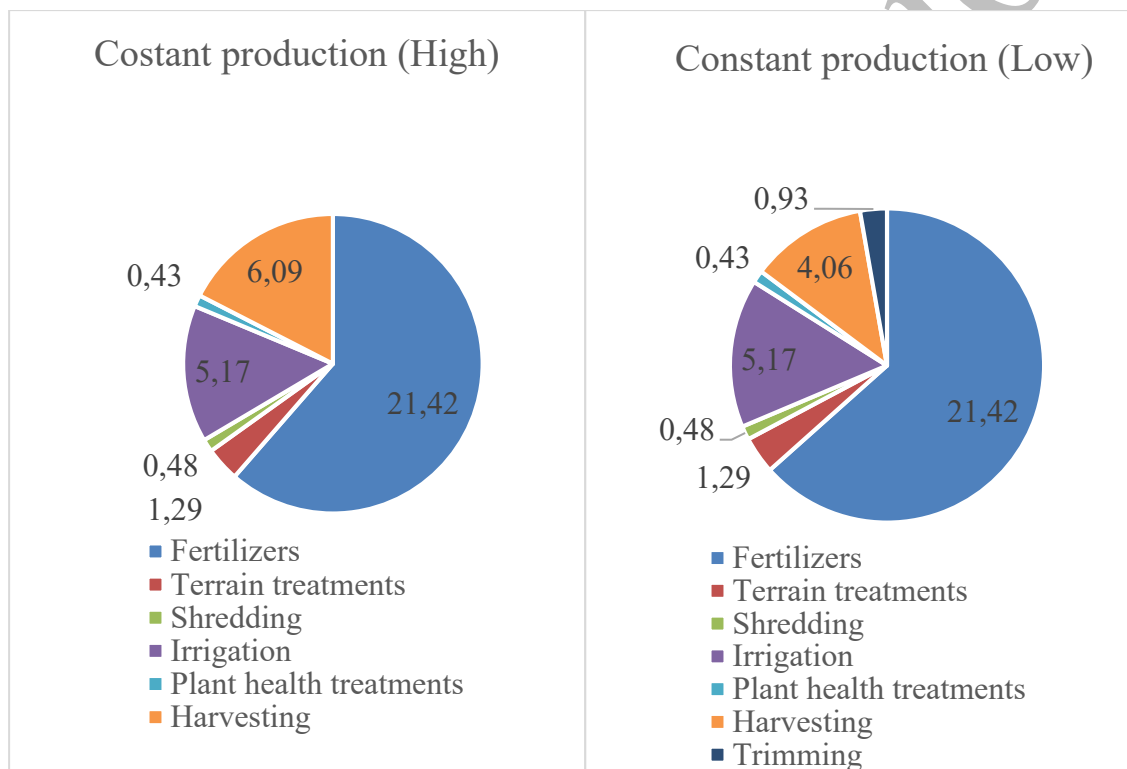 Costant production (High)
0,43
6,09
5,17
21,42
0,48
1,29
Fertilizers
Terrain treatments
Shredding
Irrigation
Plant health treatments
Harvesting
Constant production (Low)
0,93
0,43
4,06
5,17
21,42
0,48
1,29
Fertilizers
Terrain treatments
Shredding
Irrigation
Plant health treatments
Harvesting
Trimming